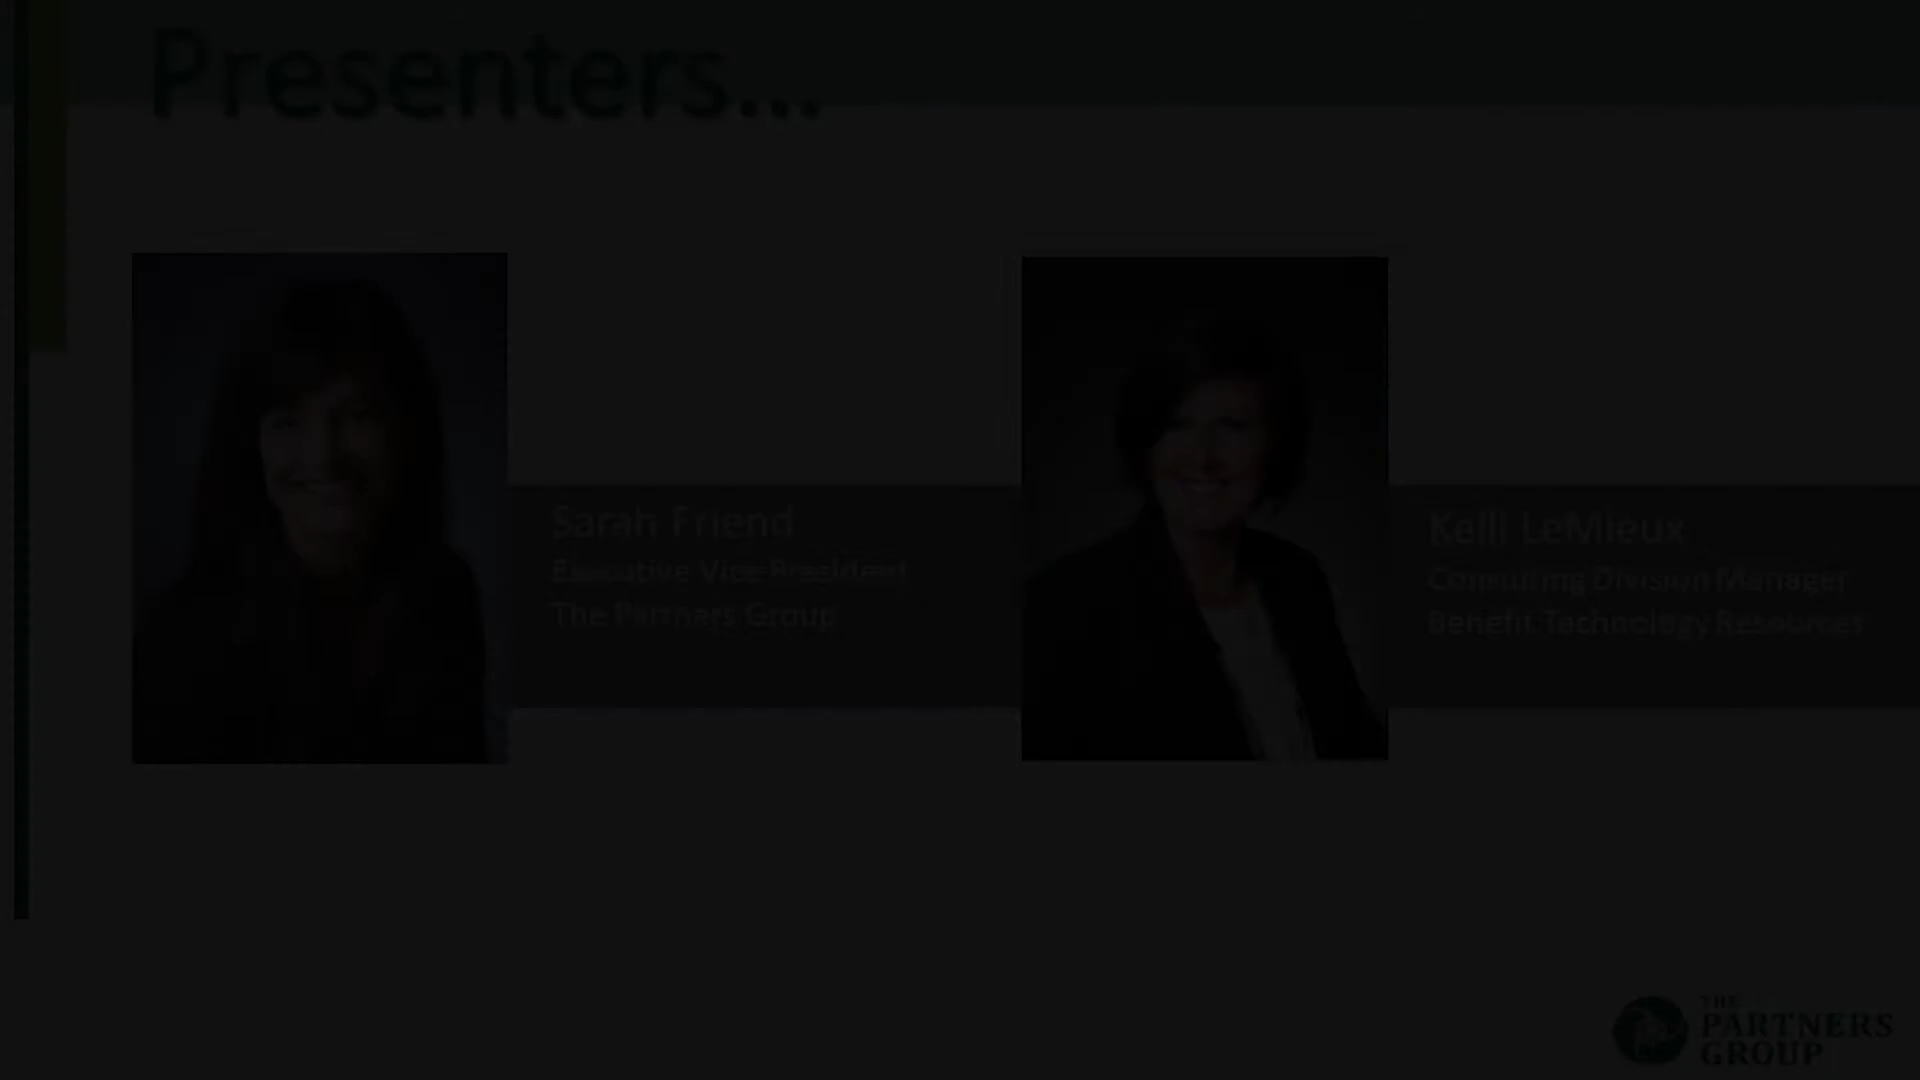 Presenters...
Sarah Friend
Executive Vice President
The Partners Group
Kelli LeMieux
Consulting Division Manager
Benefit Technology Resources
THE
PARTNERS
GROUP